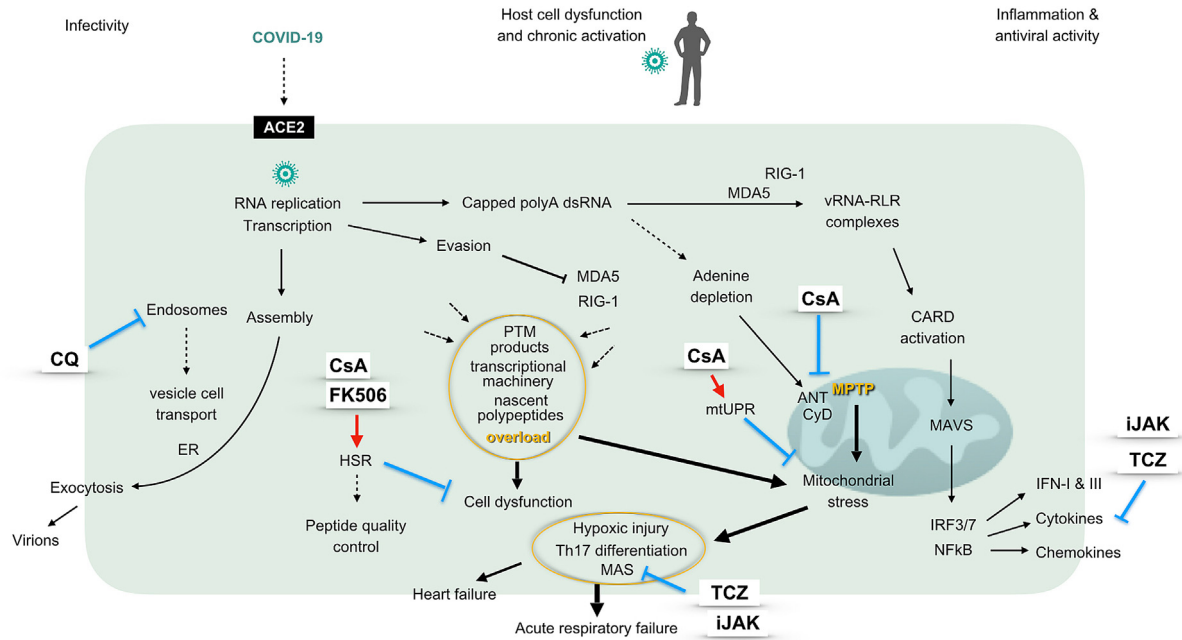 Infectivity
Host cell dysfunction
and chronic activation
Inflammation &
antiviral activity
COVID-19
ACE2
RNA replication
Transcription
Capped polyA dsRNA
RIG-1
MDA5
vRNA-RLR
complexes
Evasion
MDA5
RIG-1
Adenine
depletion
Endosomes
Assembly
CQ
vesicle cell
transport
ER
Exocytosis
Virions
CsA
FK506
HSR
Peptide quality
control
PTM
products
transcriptional
machinery
nascent
polypeptides
overload
Cell dysfunction
CsA
mtUPR
CsA
ANT
CyD
MPTP
Mitochondrial
stress
CARD
activation
MAVS
IRF3/7
NFkB
IFN-I & III
Cytokines
Chemokines
iJAK
TCZ
Hypoxic injury
Th17 differentiation
MAS
Heart failure
Acute respiratory failure
TCZ
iJAK